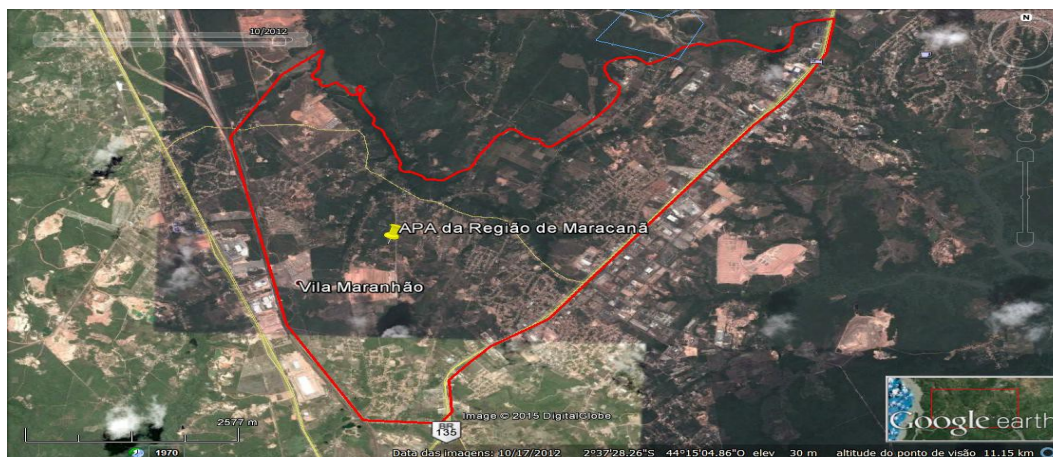 10/2012
N
APA da Região de Maracanã
Vila Maranhão
Image © 2015 DigitalGlobe
BR
135
2577 m
Google earth
1970
Data das imagens: 10/17/2012 2°37'28.26"S 44°15'04.86"O elev 30 m altitude do ponto de visão 11.15 km